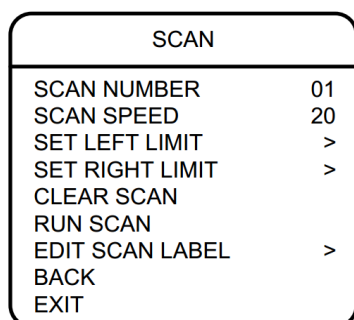 SCAN
SCAN NUMBER 01
SCAN SPEED 20
SET LEFT LIMIT >
SET RIGHT LIMIT >
CLEAR SCAN
RUN SCAN
EDIT SCAN LABEL >
BACK
EXIT